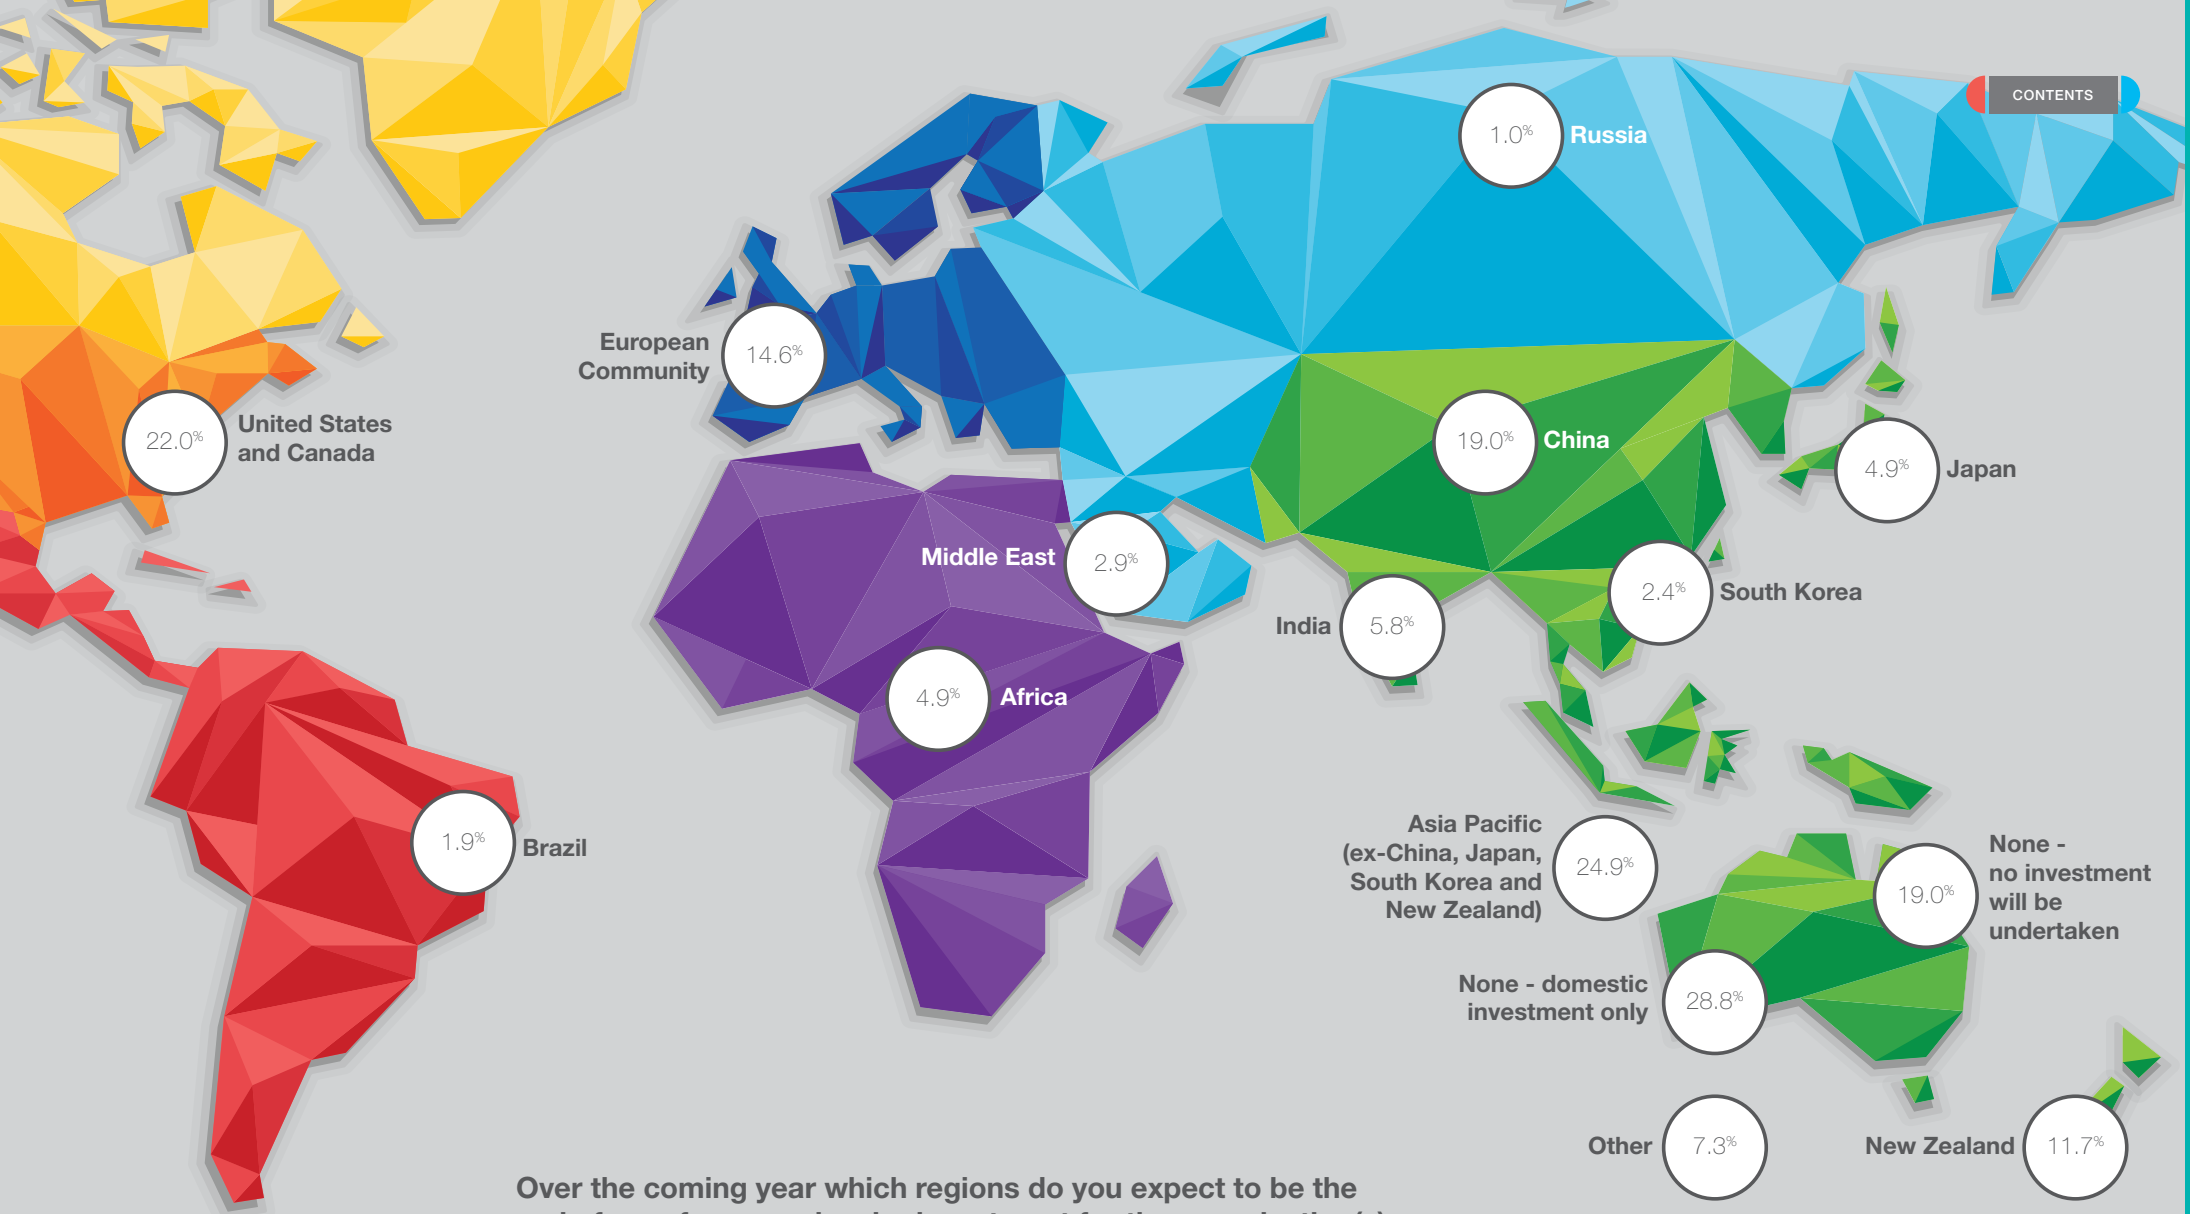 CONTENTS
1.0%
Russia
European
Community
14.6%
United States
and Canada
22.0%
19.0%
China
4.9%
Japan
Middle East
2.9%
2.4%
South Korea
India
5.8%
4.9%
Africa
1.9%
Brazil
Asia Pacific
(ex-China, Japan,
South Korea and
New Zealand)
24.9%
None -
no investment
will be
undertaken
19.0%
None - domestic
investment only
28.8%
Other
7.3%
New Zealand
11.7%
Over the coming year which regions do you expect to be the